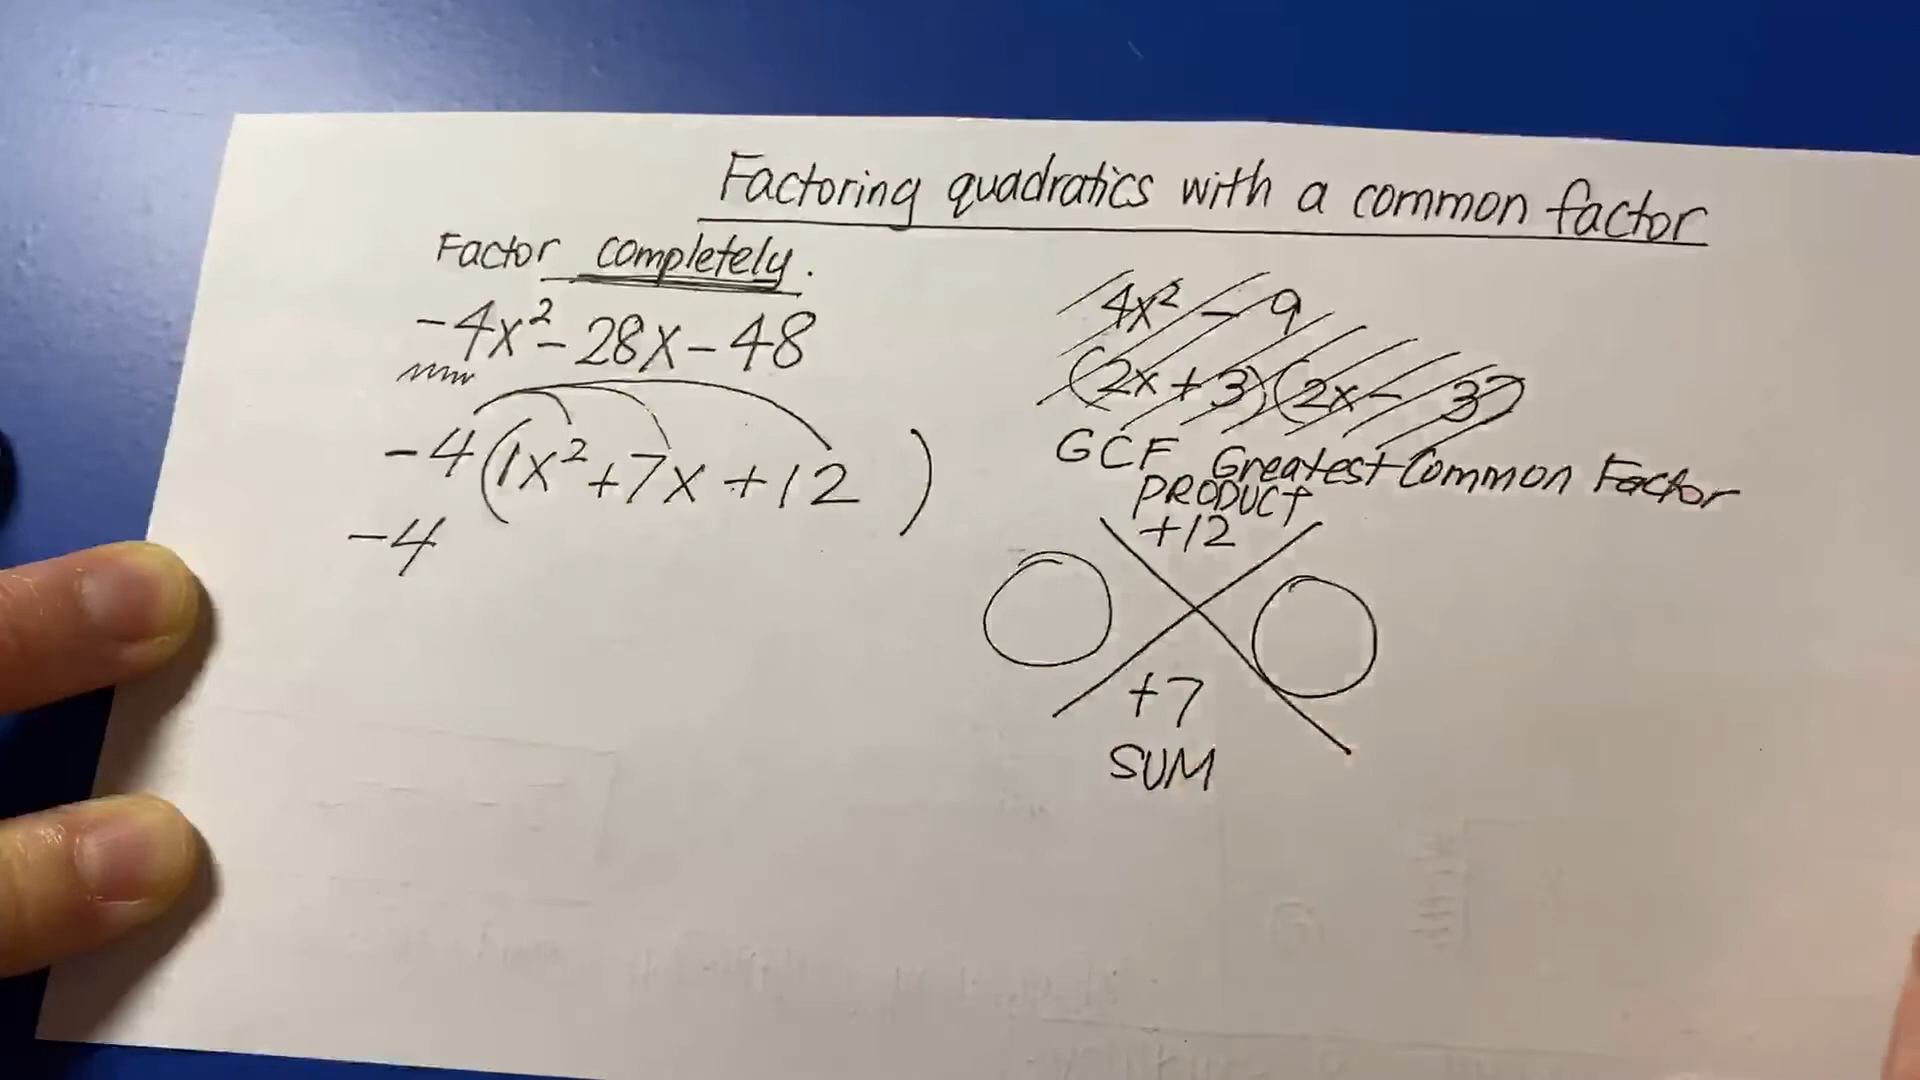 Factoring quadratics with a common factor
Factor completely.
-4x² - 28x - 48
-4(1x² + 7x + 12 )
-4
4x² - 9
(2x + 3)(2x - 3)
GCF Greatest Common Factor
PRODUCT
+12
+7
SUM